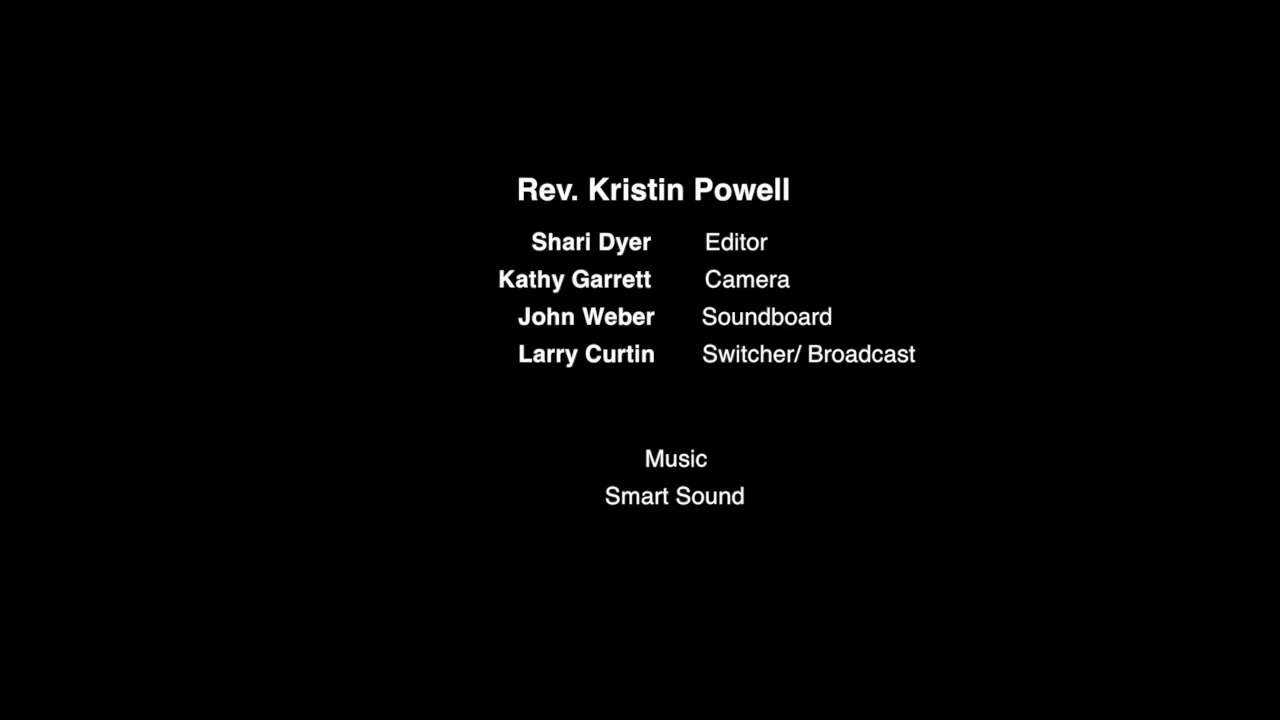 Rev. Kristin Powell
Shari Dyer Editor
Kathy Garrett Camera
John Weber Soundboard
Larry Curtin Switcher/ Broadcast
Music
Smart Sound